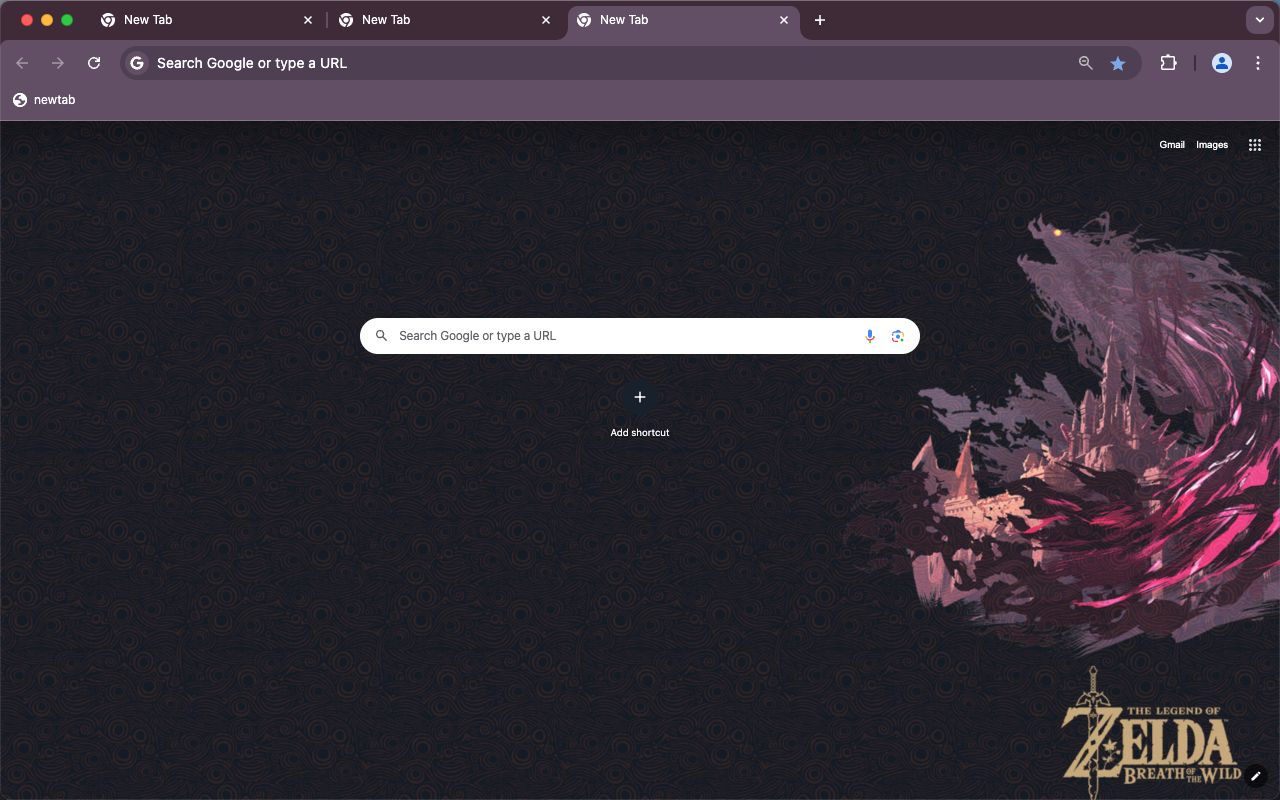 New Tab
New Tab
New Tab
Search Google or type a URL
newtab
Gmail
Images
Search Google or type a URL
Add shortcut
THE LEGEND OF
ZELDA
BREATH OF THE WILD